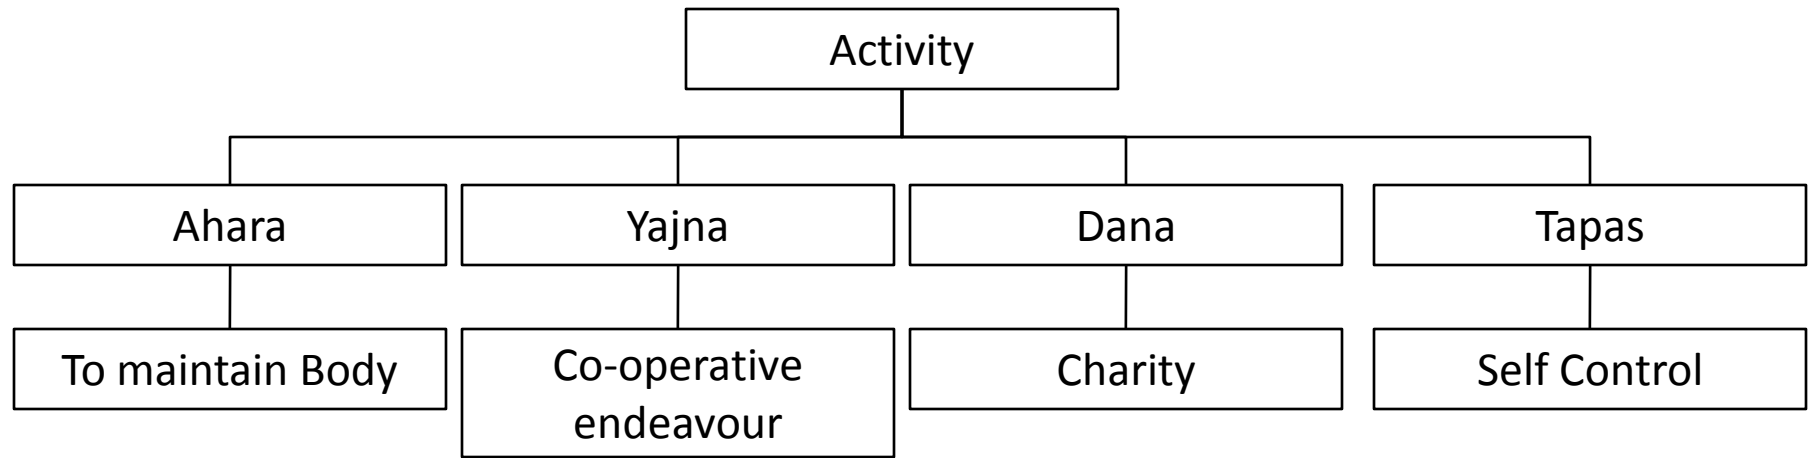 Activity
Ahara
Yajna
Dana
Tapas
To maintain Body
Co-operative
endeavour
Charity
Self Control